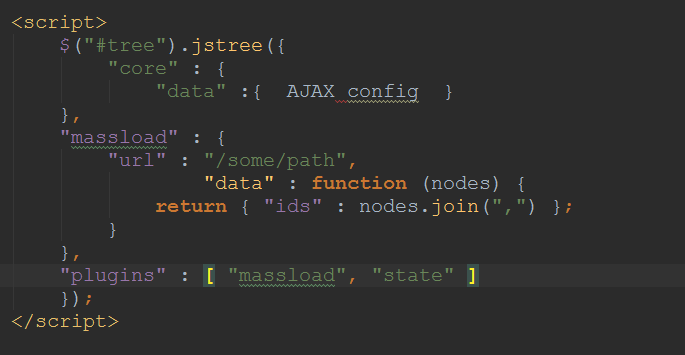 <script>
$("#tree").jstree({
"core" : {
"data" :{  AJAX config  }
},
"massload" : {
"url" : "/some/path",
"data" : function (nodes) {
return { "ids" : nodes.join(",") };
}
},
"plugins" : [ "massload", "state" ]
});
</script>